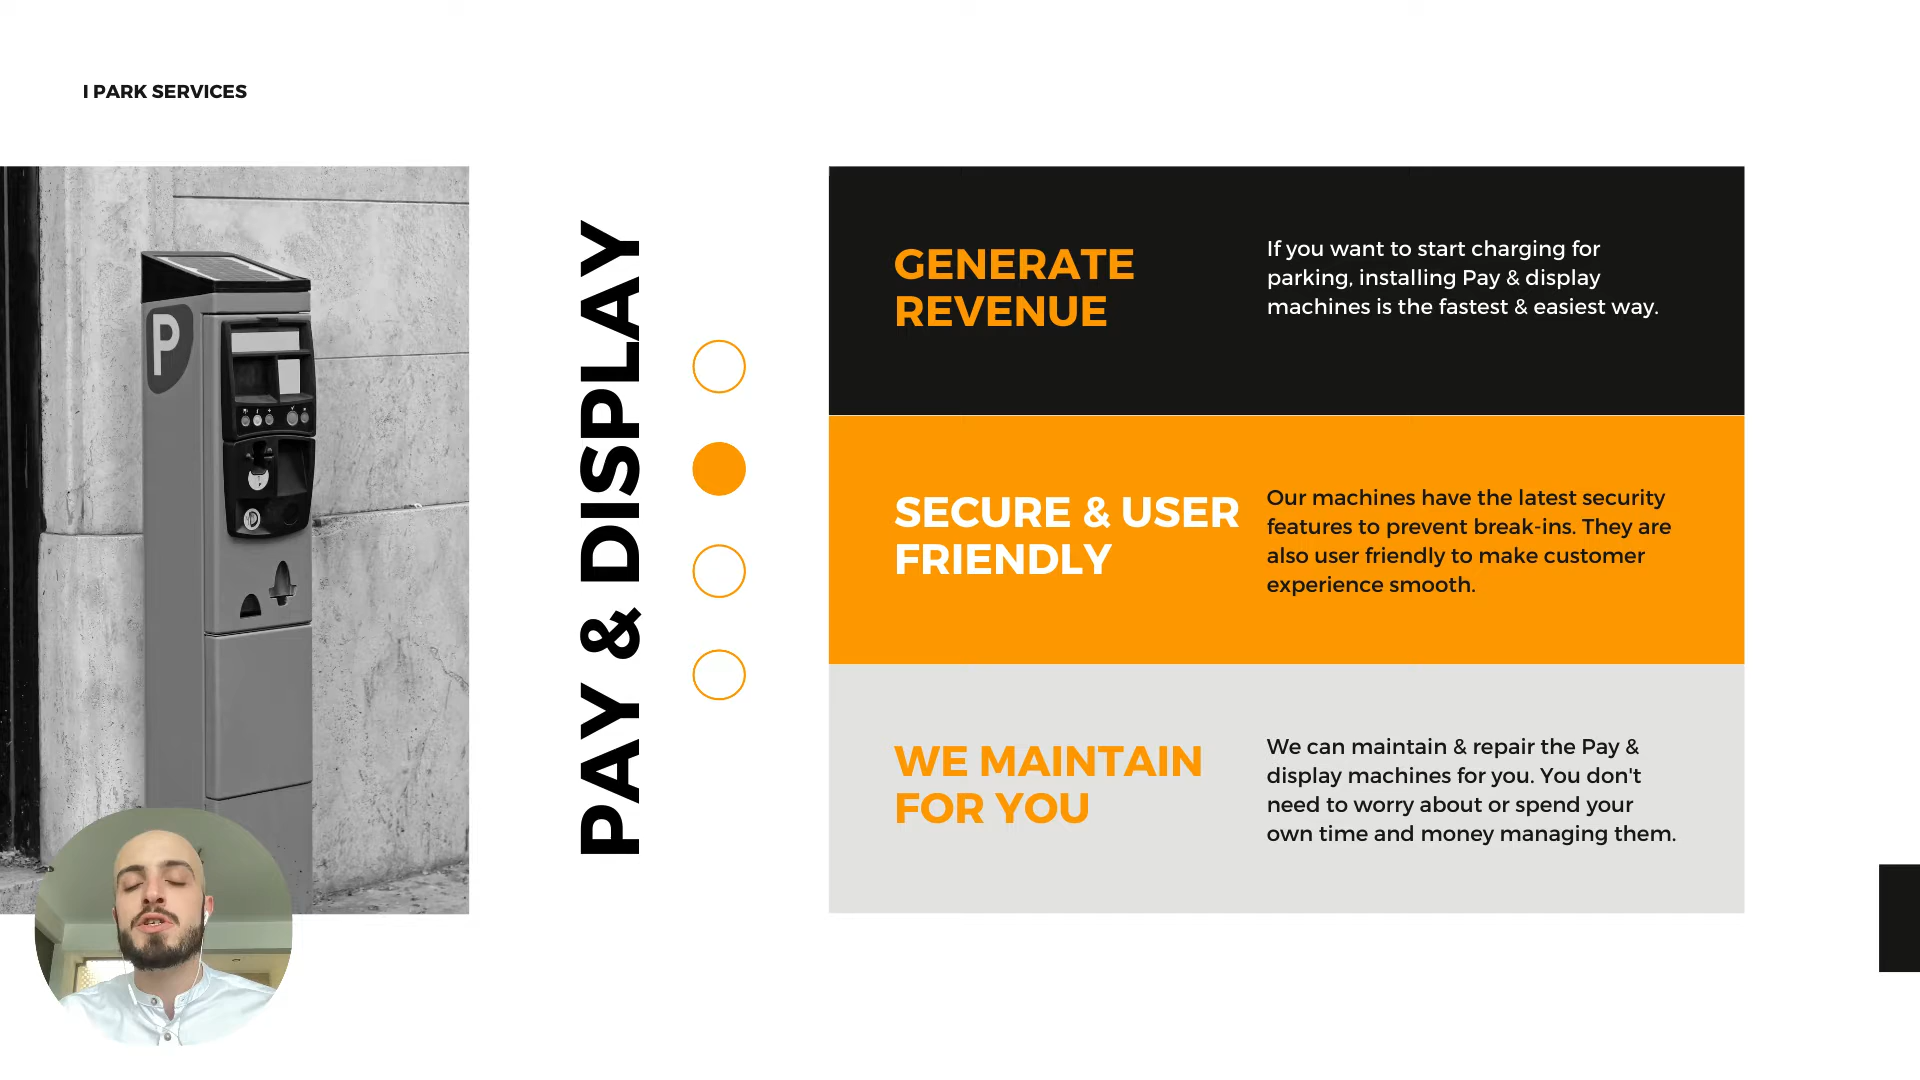 I PARK SERVICES
P
PAY & DISPLAY
GENERATE
REVENUE
If you want to start charging for
parking, installing Pay & display
machines is the fastest & easiest way.
SECURE & USER
FRIENDLY
Our machines have the latest security
features to prevent break-ins. They are
also user friendly to make customer
experience smooth.
WE MAINTAIN
FOR YOU
We can maintain & repair the Pay &
display machines for you. You don't
need to worry about or spend your
own time and money managing them.